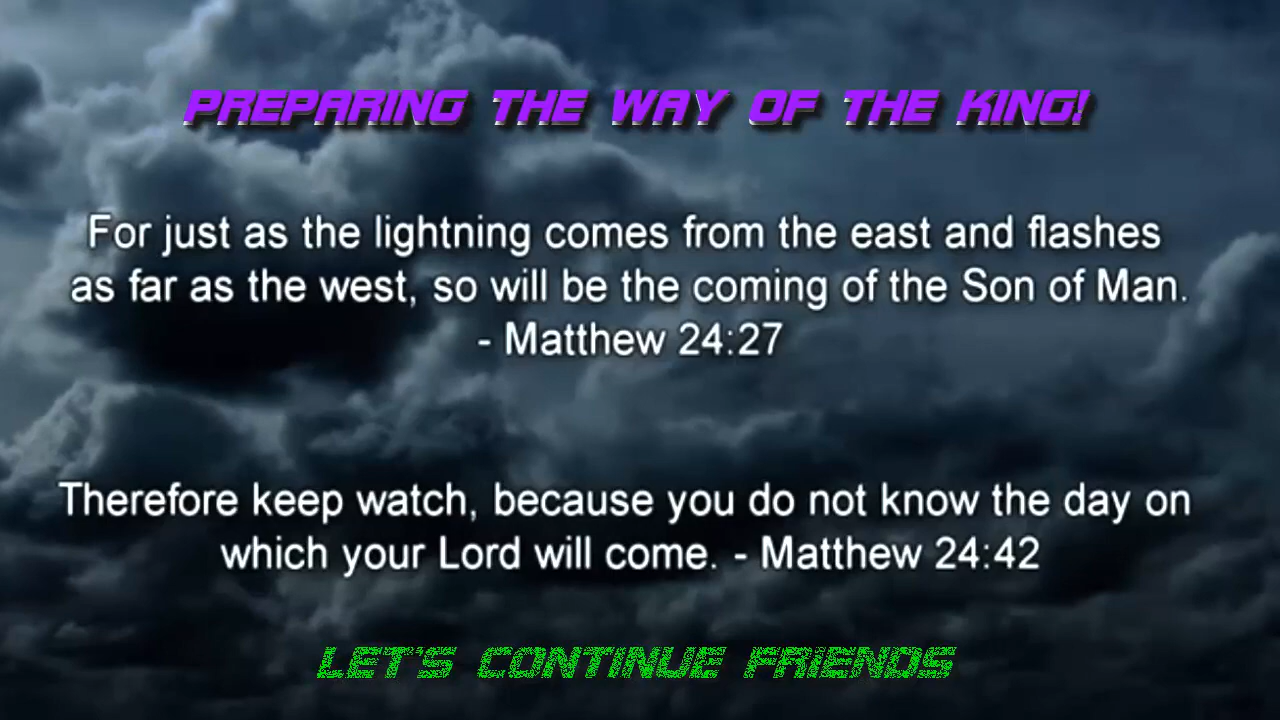 PREPARING THE WAY OF THE KING!
For just as the lightning comes from the east and flashes
as far as the west, so will be the coming of the Son of Man.
- Matthew 24:27
Therefore keep watch, because you do not know the day on
which your Lord will come. - Matthew 24:42
LET'S CONTINUE FRIENDS